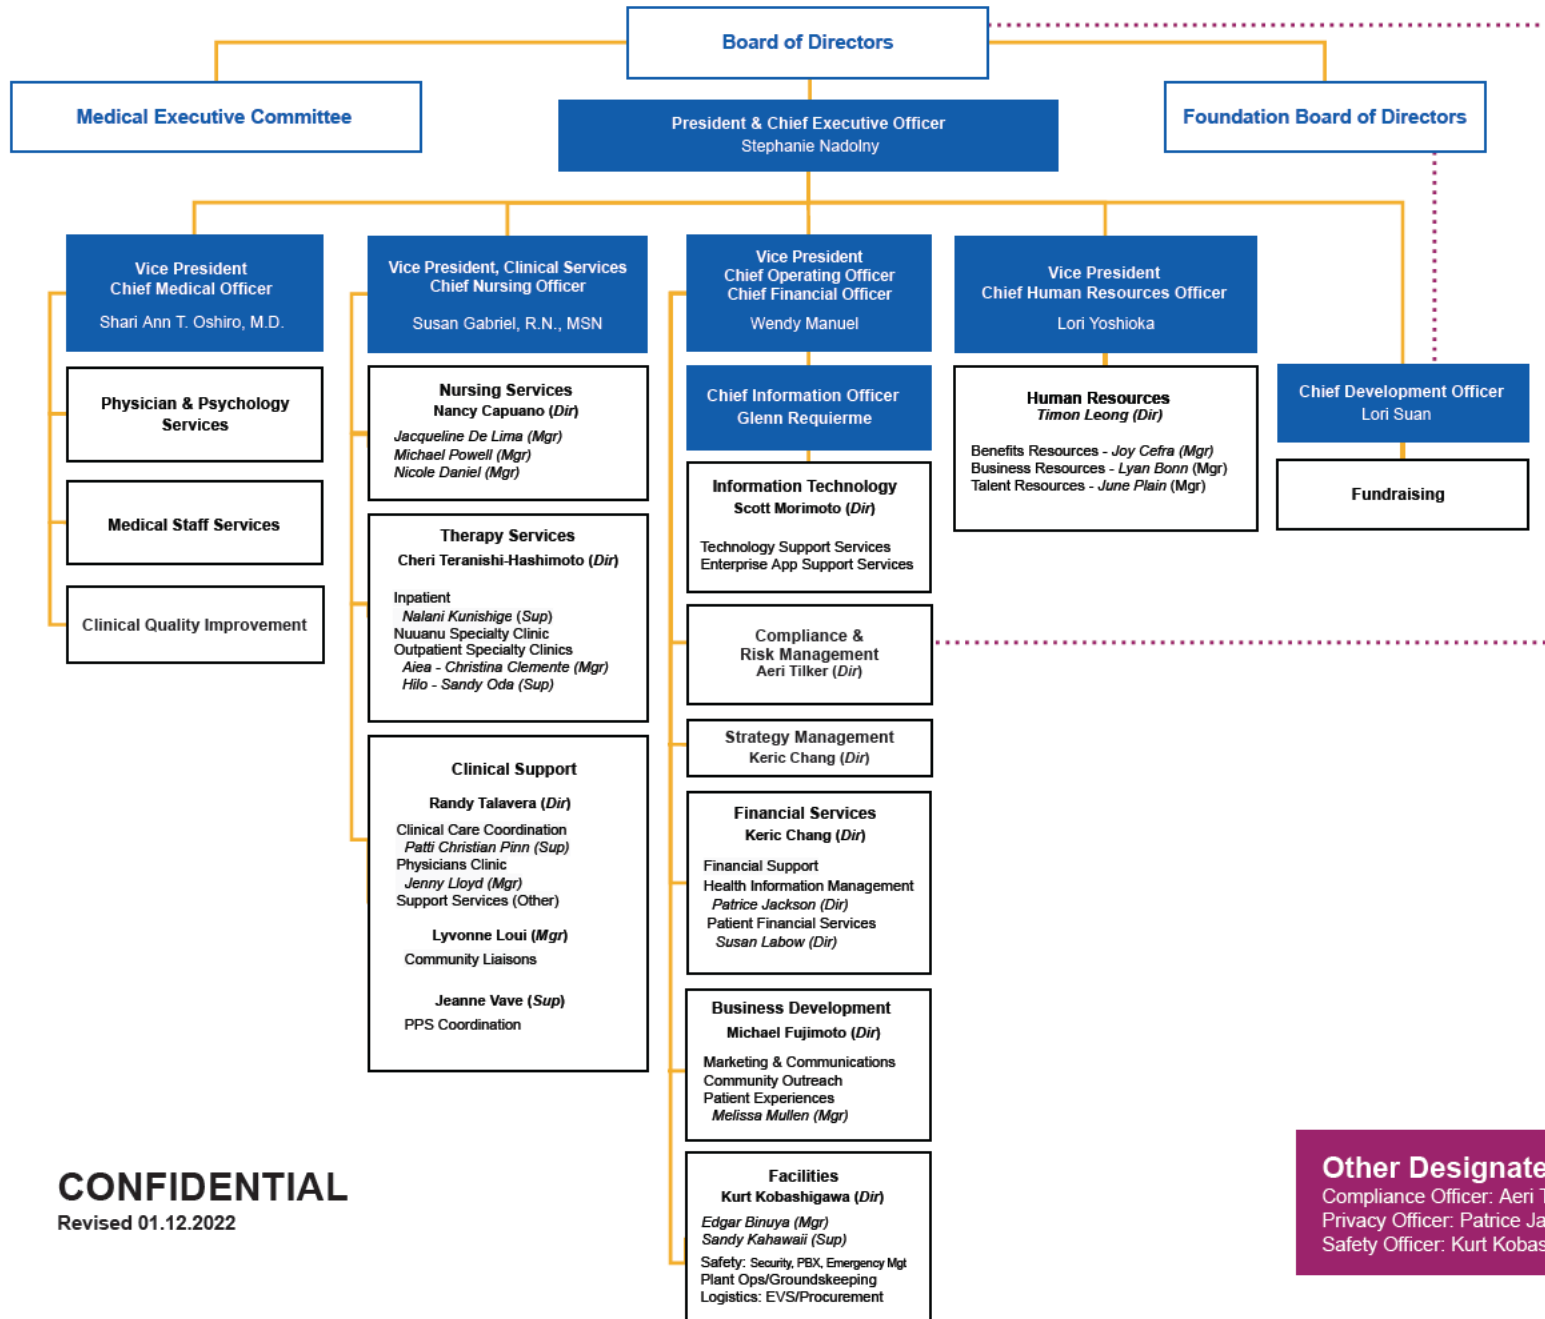 Board of Directors
Medical Executive Committee
President & Chief Executive Officer
Stephanie Nadolny
Foundation Board of Directors
Vice President
Chief Medical Officer
Shari Ann T. Oshiro, M.D.
Physician & Psychology
Services
Medical Staff Services
Clinical Quality Improvement
Vice President, Clinical Services
Chief Nursing Officer
Susan Gabriel, R.N., MSN
Nursing Services
Nancy Capuano (Dir)
Jacqueline De Lima (Mgr)
Michael Powell (Mgr)
Nicole Daniel (Mgr)
Therapy Services
Cheri Teranishi-Hashimoto (Dir)
Inpatient
Nalani Kunishige (Sup)
Nuuanu Specialty Clinic
Outpatient Specialty Clinics
Aiea - Christina Clemente (Mgr)
Hilo - Sandy Oda (Sup)
Clinical Support
Randy Talavera (Dir)
Clinical Care Coordination
Patti Christian Pinn (Sup)
Physicians Clinic
Jenny Lloyd (Mgr)
Support Services (Other)
Lyvonne Loui (Mgr)
Community Liaisons
Jeanne Vave (Sup)
PPS Coordination
Vice President
Chief Operating Officer
Chief Financial Officer
Wendy Manuel
Chief Information Officer
Glenn Requierme
Information Technology
Scott Morimoto (Dir)
Technology Support Services
Enterprise App Support Services
Compliance &
Risk Management
Aeri Tilker (Dir)
Strategy Management
Keric Chang (Dir)
Financial Services
Keric Chang (Dir)
Financial Support
Health Information Management
Patrice Jackson (Dir)
Patient Financial Services
Susan Labow (Dir)
Business Development
Michael Fujimoto (Dir)
Marketing & Communications
Community Outreach
Patient Experiences
Melissa Mullen (Mgr)
Facilities
Kurt Kobashigawa (Dir)
Edgar Binuya (Mgr)
Sandy Kahawaii (Sup)
Safety: Security, PBX, Emergency Mgt
Plant Ops/Groundskeeping
Logistics: EVS/Procurement
Vice President
Chief Human Resources Officer
Lori Yoshioka
Human Resources
Timon Leong (Dir)
Benefits Resources - Joy Cefra (Mgr)
Business Resources - Lyan Bonn (Mgr)
Talent Resources - June Plain (Mgr)
Chief Development Officer
Lori Suan
Fundraising
CONFIDENTIAL
Revised 01.12.2022
Other Designate
Compliance Officer: Aeri T
Privacy Officer: Patrice Ja
Safety Officer: Kurt Kobas